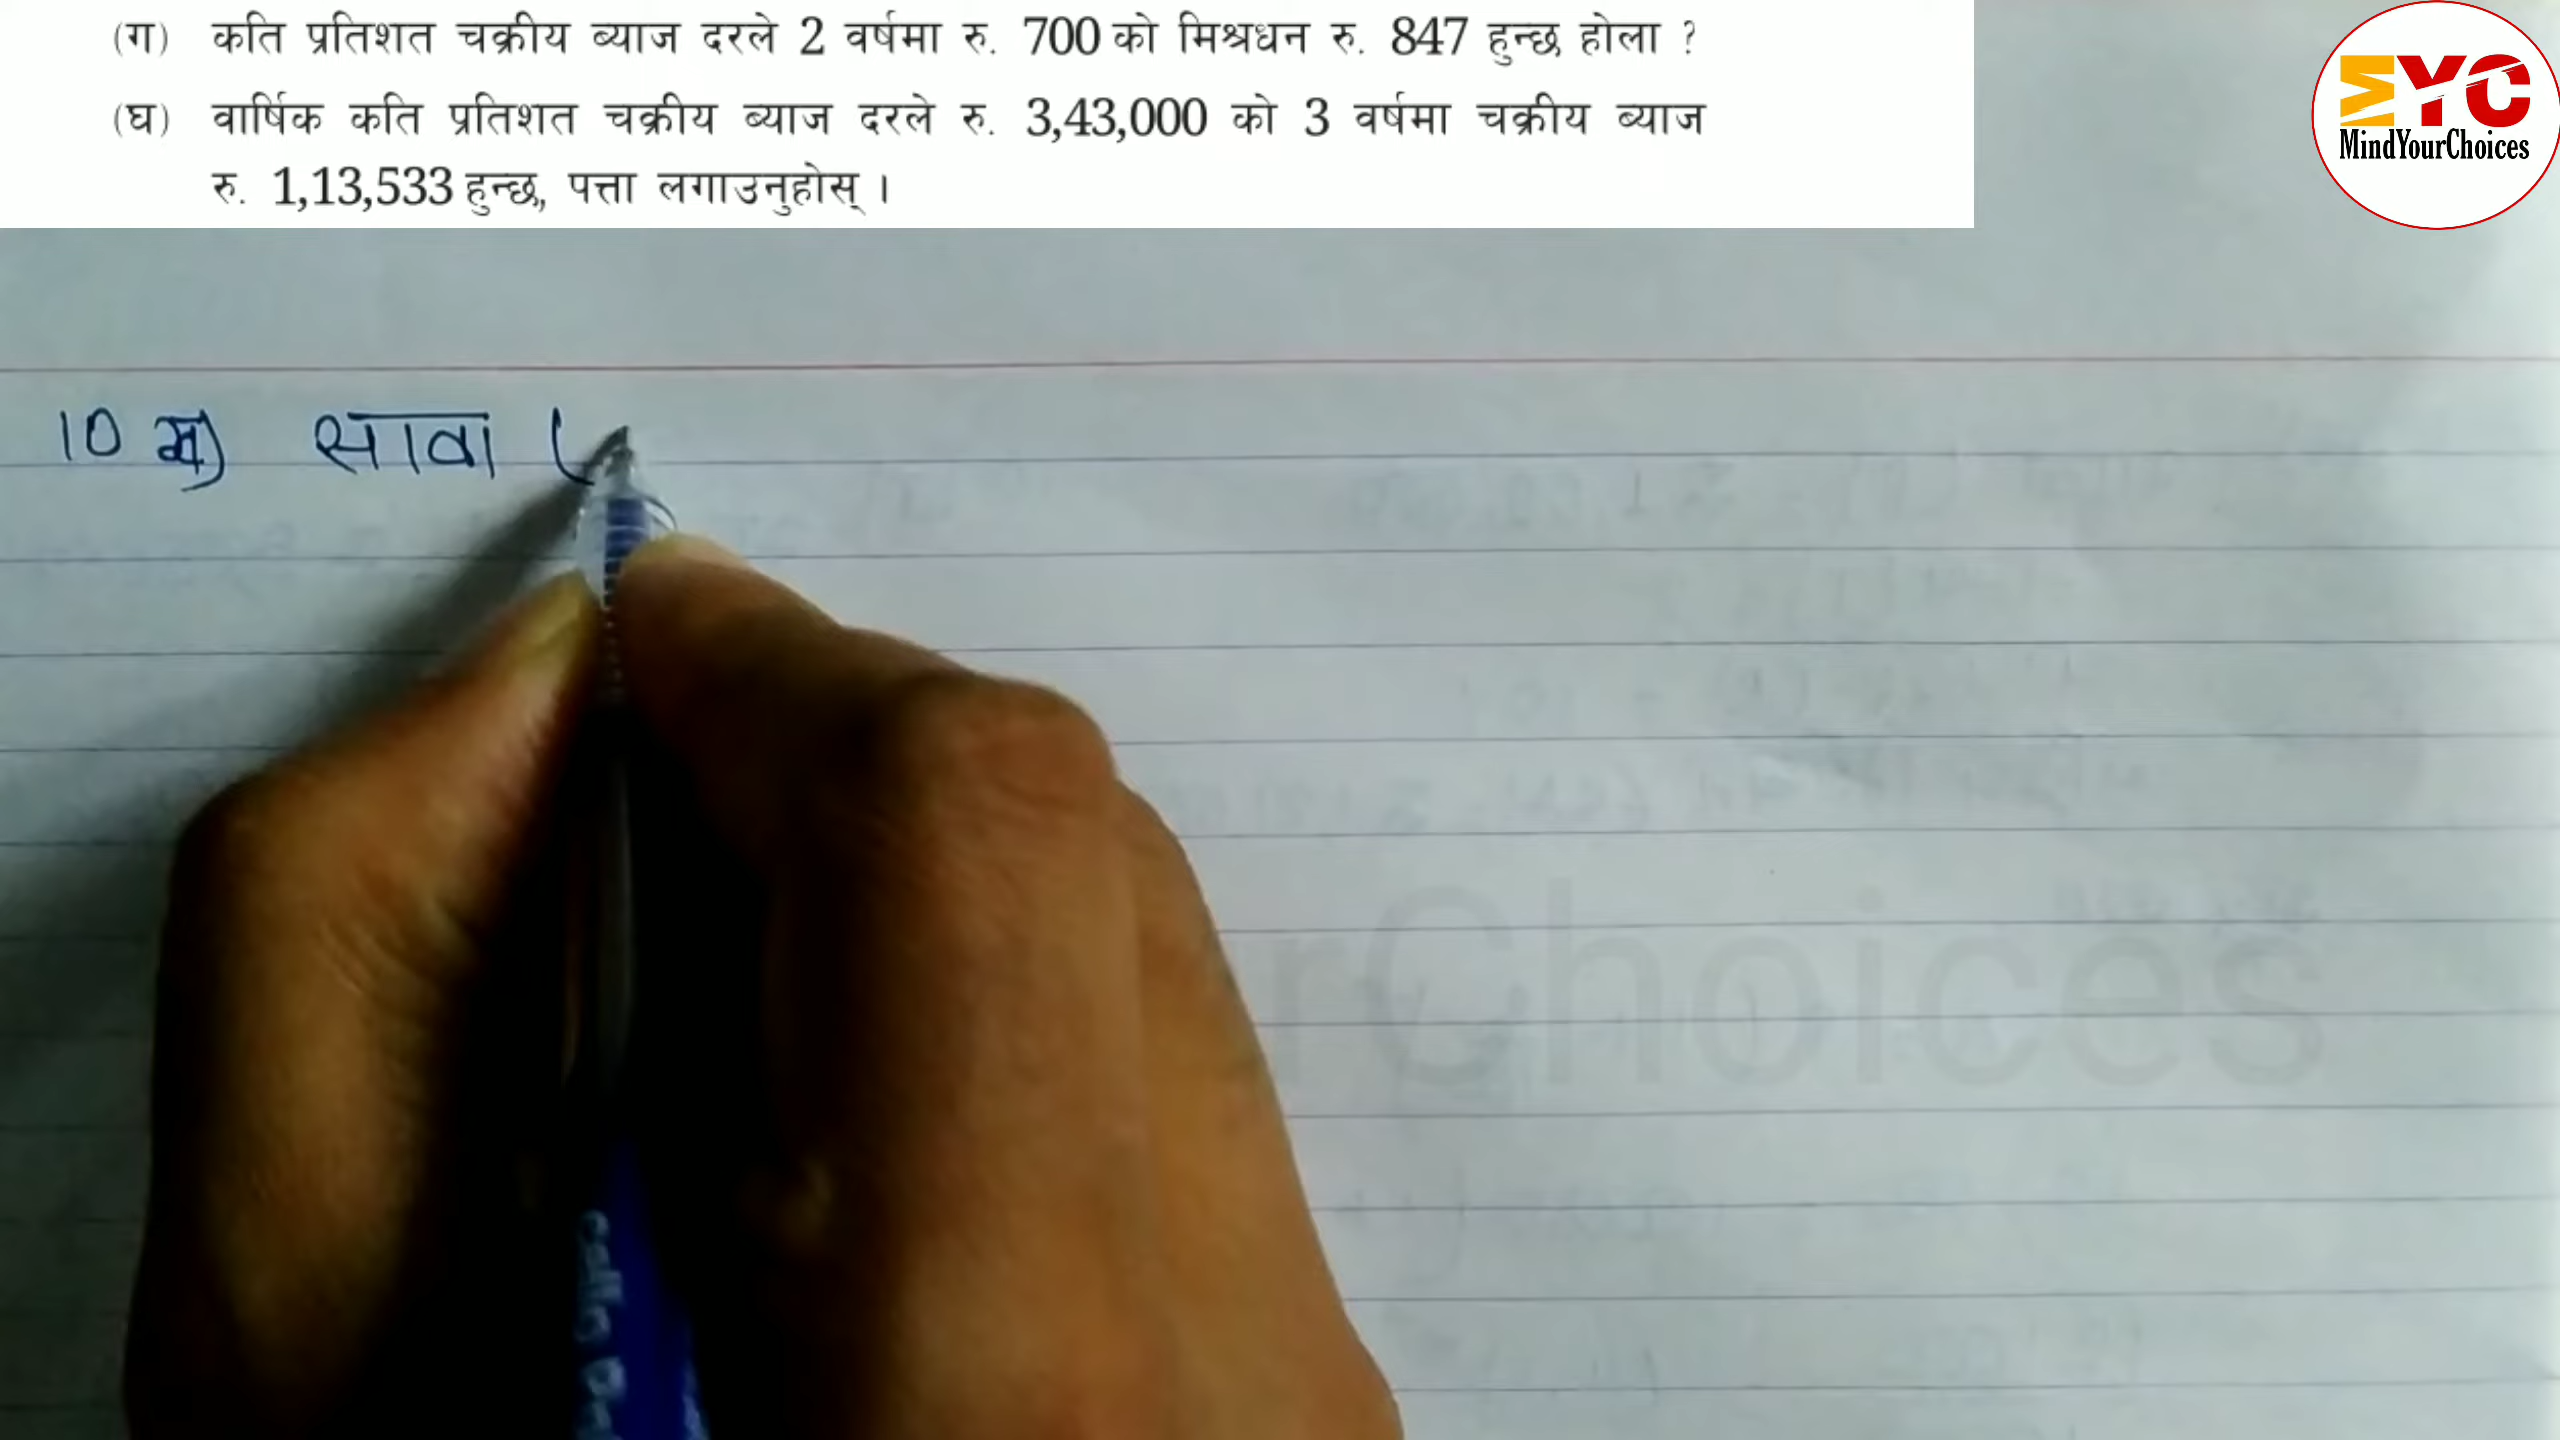 (ग) कति प्रतिशत चक्रीय ब्याज दरले 2 वर्षमा रु. 700 को मिश्रधन रु. 847 हुन्छ होला ?
(घ) वार्षिक कति प्रतिशत चक्रीय ब्याज दरले रु. 3,43,000 को 3 वर्षमा चक्रीय ब्याज
रु. 1,13,533 हुन्छ, पत्ता लगाउनुहोस् ।
MYC
MindYourChoices
10 सावा (
rChoices
cello